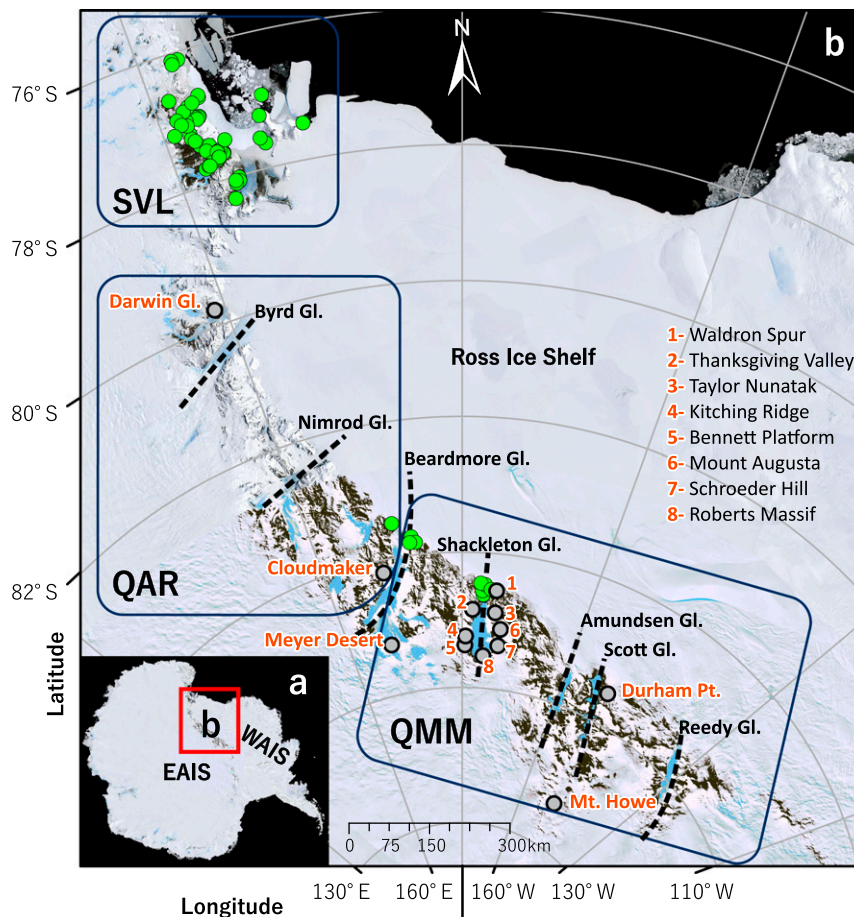 N
b
76° S
SVL
78° S
Darwin Gl.
Byrd Gl.
Ross Ice Shelf
1- Waldron Spur
2- Thanksgiving Valley
3- Taylor Nunatak
4- Kitching Ridge
5- Bennett Platform
6- Mount Augusta
7- Schroeder Hill
8- Roberts Massif
80° S
Nimrod Gl.
Beardmore Gl.
Shackleton Gl.
Cloudmaker
QAR
82° S
1
2
3
4
6
5
7
8
Meyer Desert
Amundsen Gl.
Scott Gl.
Durham Pt.
Latitude
a
b
WAIS
EAIS
QMM
Reedy Gl.
Mt. Howe
0 75 150 300km
130° E 160° E 160° W 130° W 110° W
Longitude